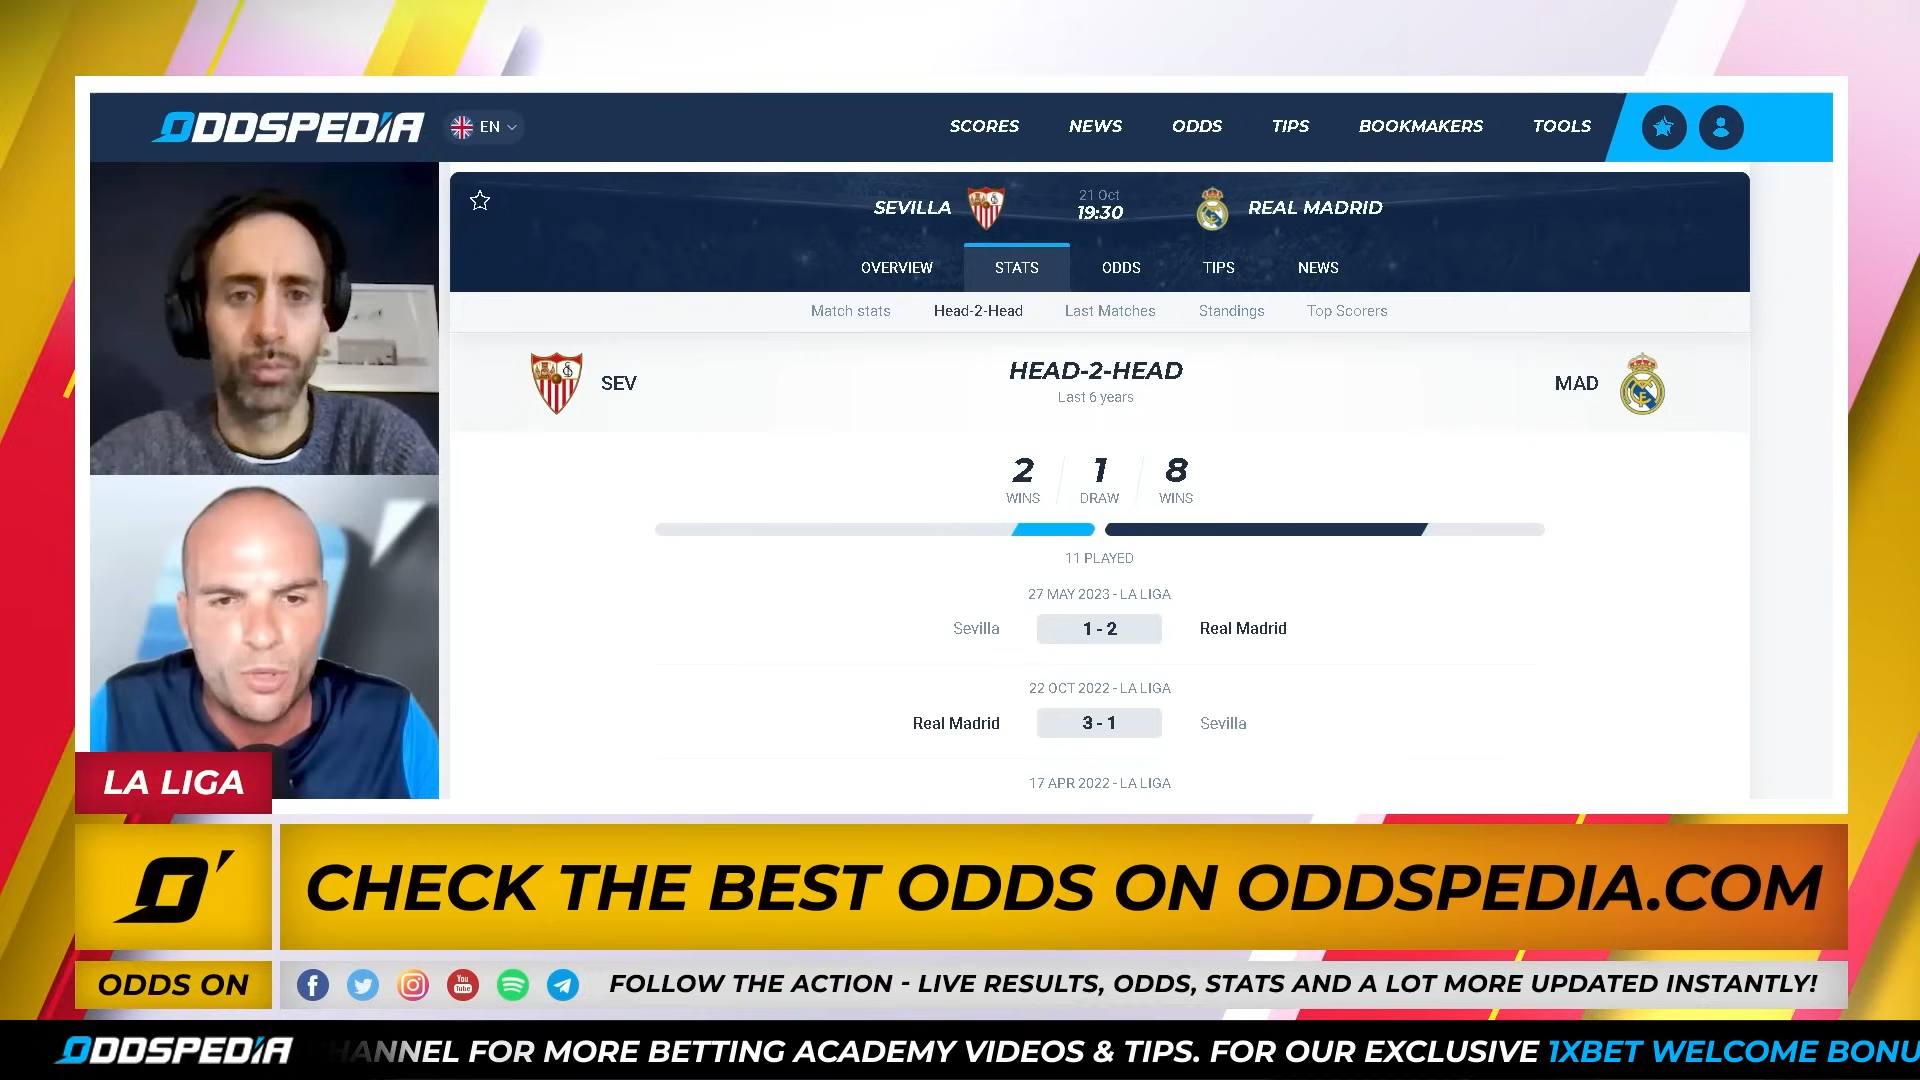 ODDSPEDIA
EN
SCORES
NEWS
ODDS
TIPS
BOOKMAKERS
TOOLS
SEVILLA
21 Oct
19:30
REAL MADRID
OVERVIEW
STATS
ODDS
TIPS
NEWS
Match stats
Head-2-Head
Last Matches
Standings
Top Scorers
SEV
HEAD-2-HEAD
Last 6 years
MAD
2
1
8
WINS
DRAW
WINS
11 PLAYED
27 MAY 2023 - LA LIGA
Sevilla 1 - 2 Real Madrid
22 OCT 2022 - LA LIGA
Real Madrid 3 - 1 Sevilla
17 APR 2022 - LA LIGA
LA LIGA
CHECK THE BEST ODDS ON ODDSPEDIA.COM
ODDS ON
You Tube
FOLLOW THE ACTION - LIVE RESULTS, ODDS, STATS AND A LOT MORE UPDATED INSTANTLY!
ODDSPEDIA
HANNEL FOR MORE BETTING ACADEMY VIDEOS & TIPS. FOR OUR EXCLUSIVE 1XBET WELCOME BONU